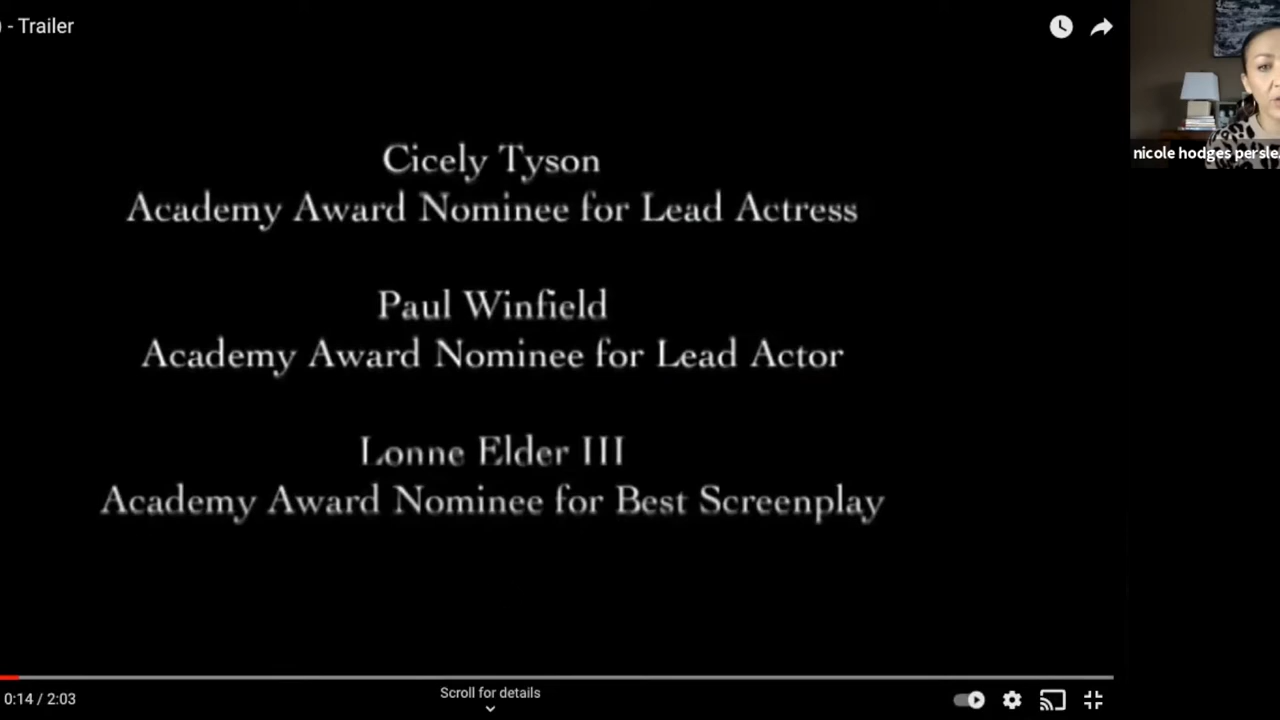 ) - Trailer
Cicely Tyson
Academy Award Nominee for Lead Actress
Paul Winfield
Academy Award Nominee for Lead Actor
Lonne Elder III
Academy Award Nominee for Best Screenplay
nicole hodges persle
0:14 / 2:03
Scroll for details